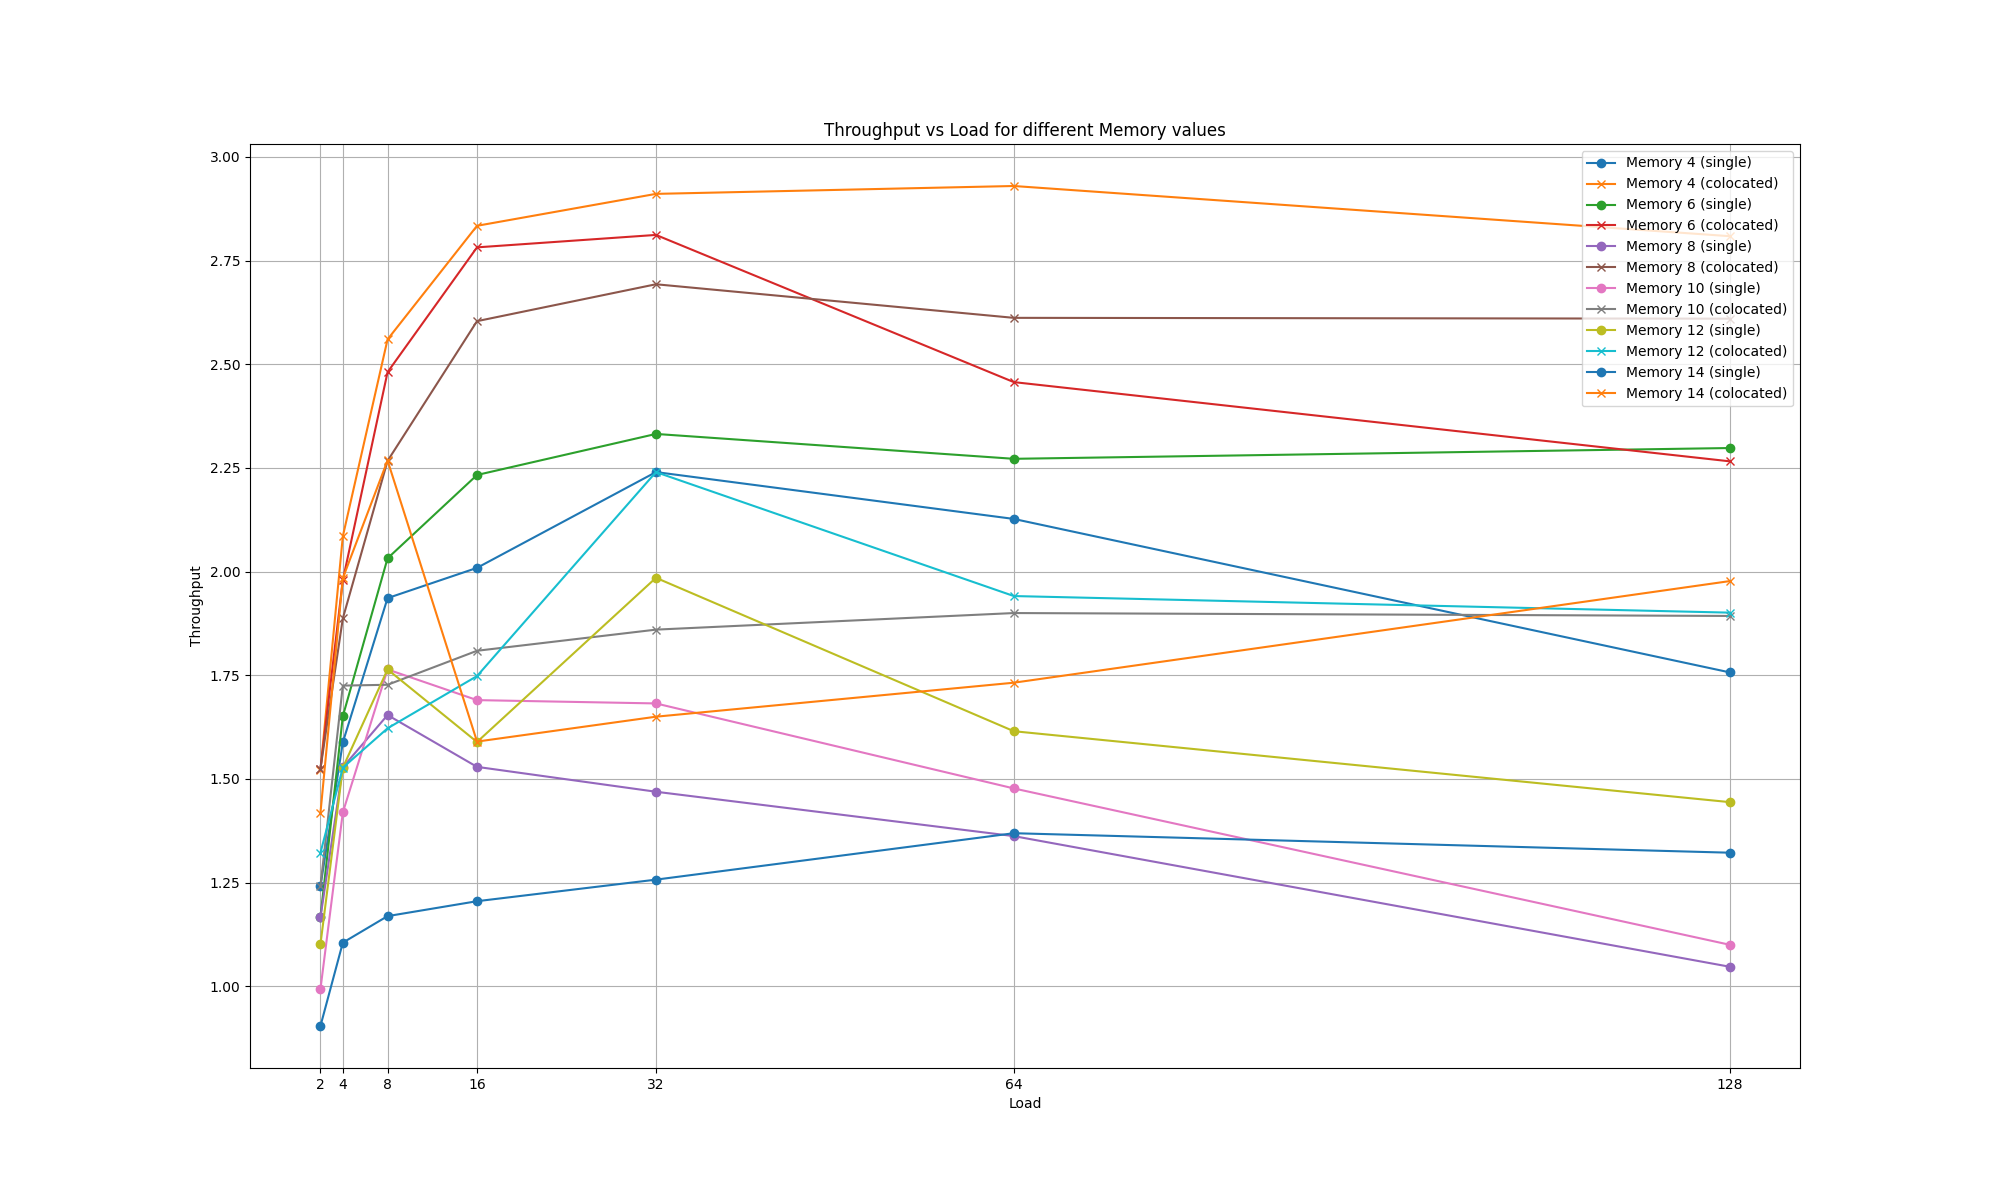 Throughput vs Load for different Memory values
3.00
2.75
2.50
2.25
2.00
1.75
1.50
1.25
1.00
Throughput
Memory 4 (single)
Memory 4 (colocated)
Memory 6 (single)
Memory 6 (colocated)
Memory 8 (single)
Memory 8 (colocated)
Memory 10 (single)
Memory 10 (colocated)
Memory 12 (single)
Memory 12 (colocated)
Memory 14 (single)
Memory 14 (colocated)
2 4 8 16 32 64 128
Load